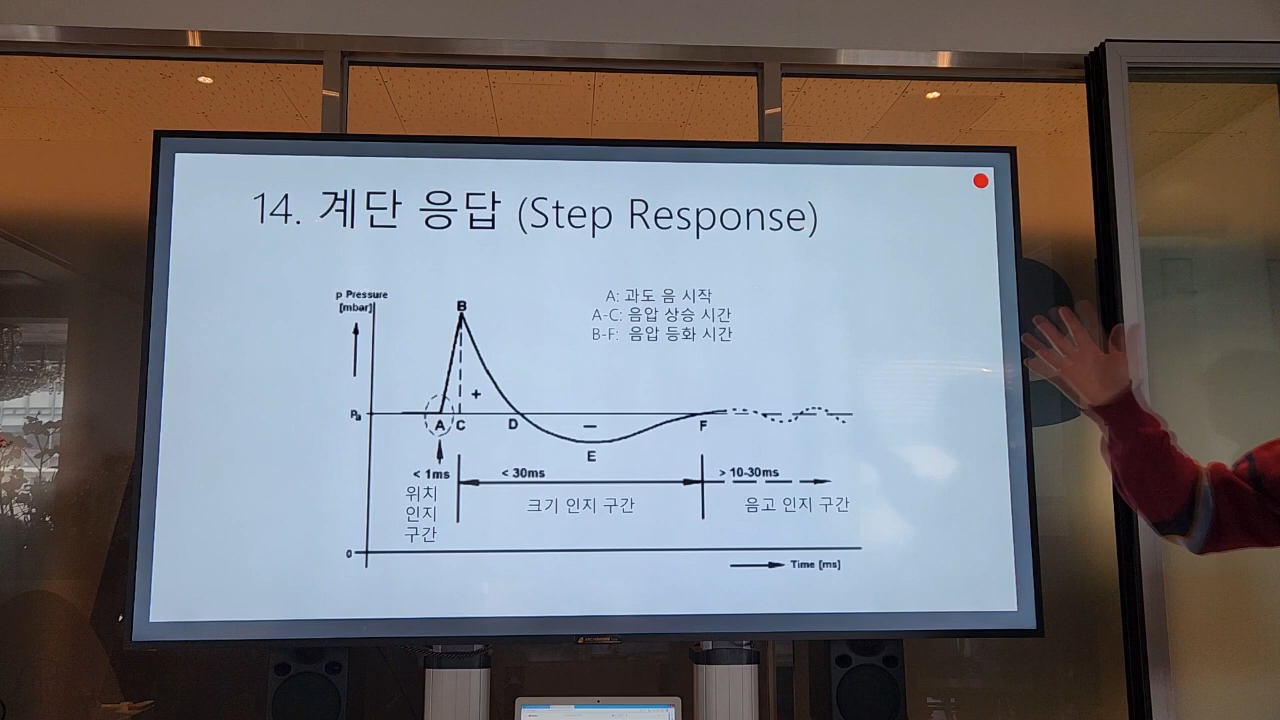 14. 계단 응답 (Step Response)
p Pressure
[mbar]
A: 과도 음 시작
A-C: 음압 상승 시간
B-F: 음압 등화 시간
B
+
Pa
A C D
−
E
F
< 1ms
< 30ms
> 10-30ms
위치
인지
구간
크기 인지 구간
음고 인지 구간
0
Time [ms]